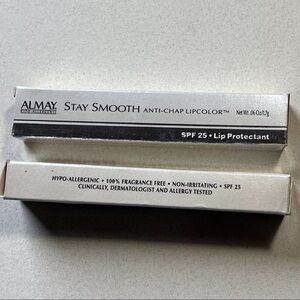 ALMAY. STAY SMOOTH ANTI-CHAP LIPCOLOR™ Net Wt. .06 Oz/1.7g
SPF 25 • Lip Protectant
HYPO-ALLERGENIC • 100% FRAGRANCE FREE • NON-IRRITATING • SPF 25
CLINICALLY, DERMATOLOGIST AND ALLERGY TESTED